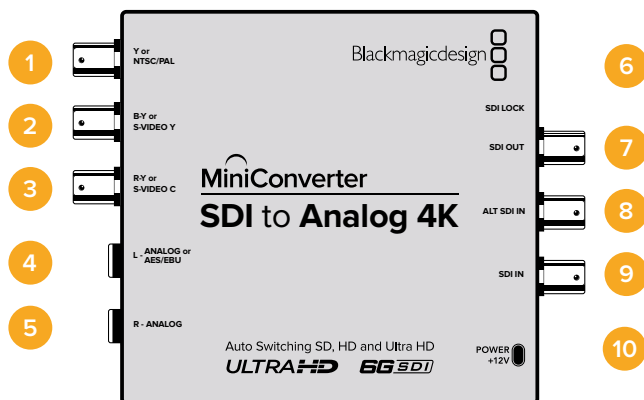 1
Y or
NTSC/PAL
2
B-Y or
S-VIDEO Y
3
R-Y or
S-VIDEO C
4
L - ANALOG or
AES/EBU
5
R - ANALOG
Blackmagicdesign
MiniConverter
SDI to Analog 4K
Auto Switching SD, HD and Ultra HD
ULTRA HD 6G SDI
6
SDI LOCK
7
SDI OUT
8
ALT SDI IN
9
SDI IN
10
POWER
+12V